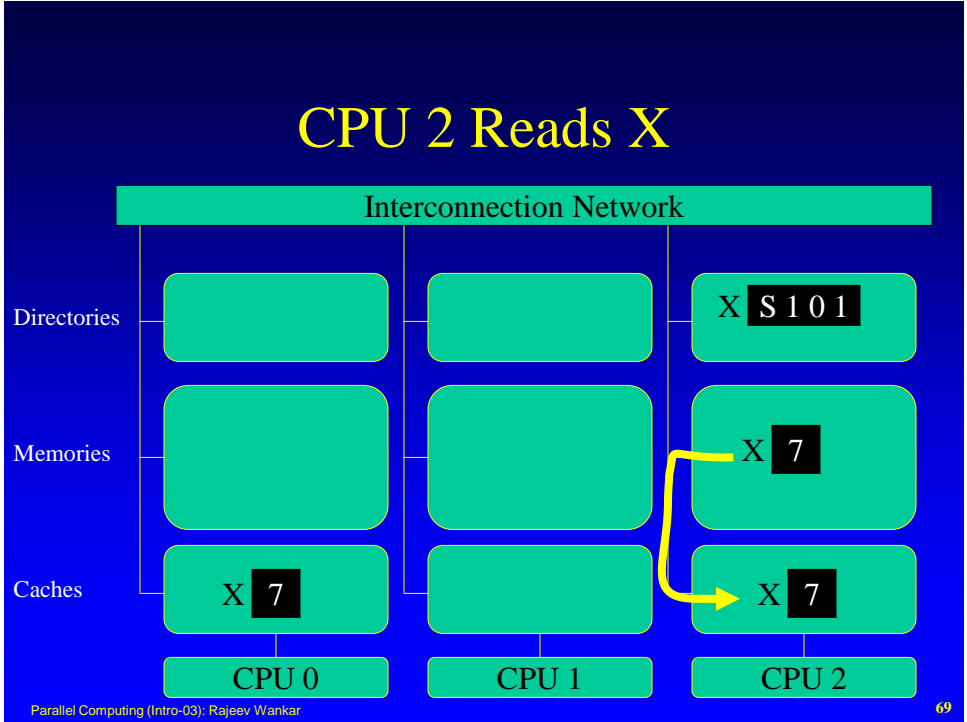 CPU 2 Reads X
Interconnection Network
Directories
X S 1 0 1
Memories
X 7
Caches
X 7
X 7
CPU 0
CPU 1
CPU 2
Parallel Computing (Intro-03): Rajeev Wankar
69